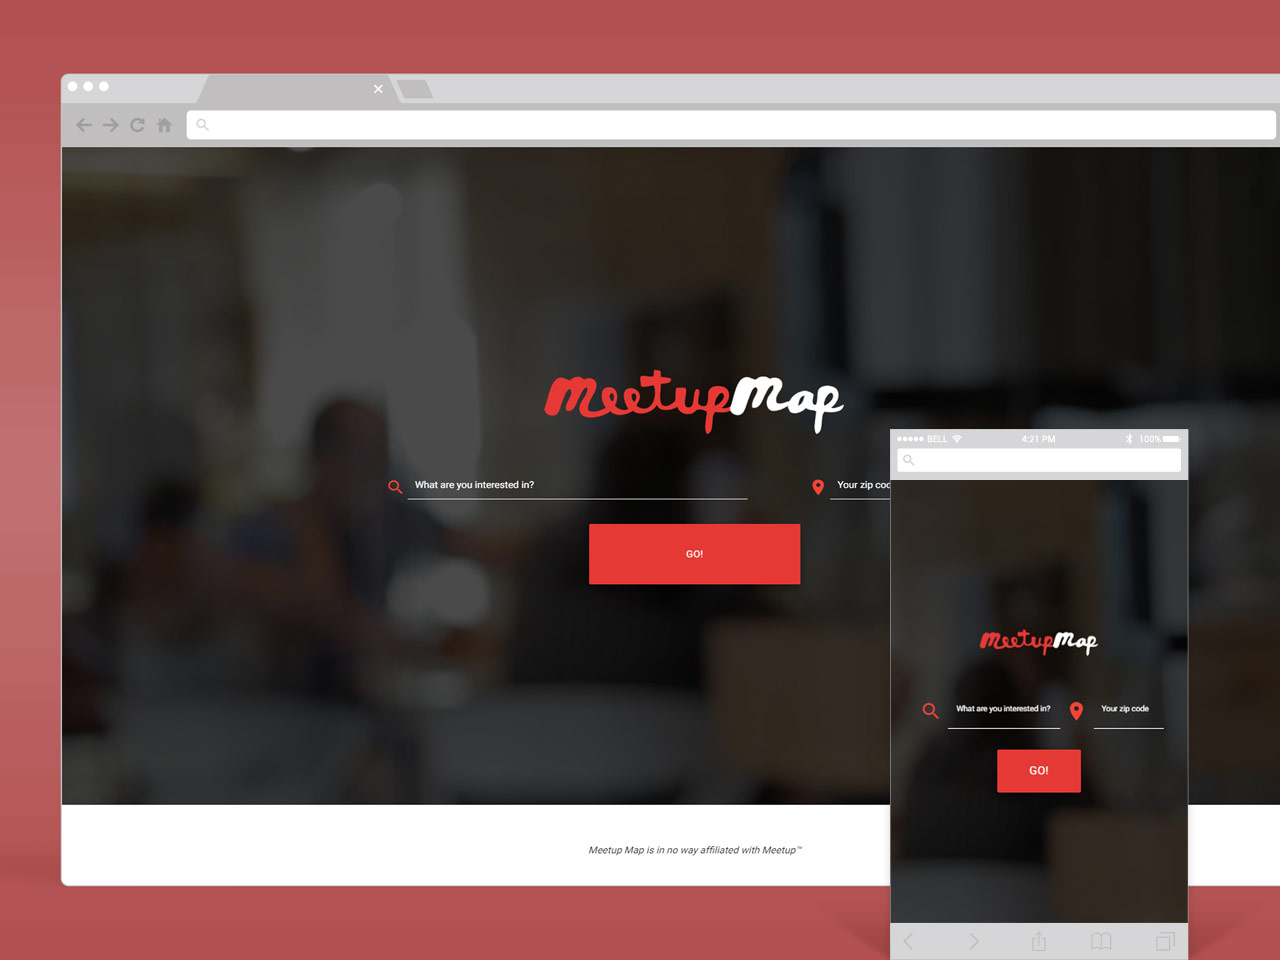 MeetupMap
What are you interested in?
Your zip
GO!
Meetup Map is in no way affiliated with Meetup™
BELL 4:21 PM 100%
MeetupMap
What are you interested in? Your zip code
GO!